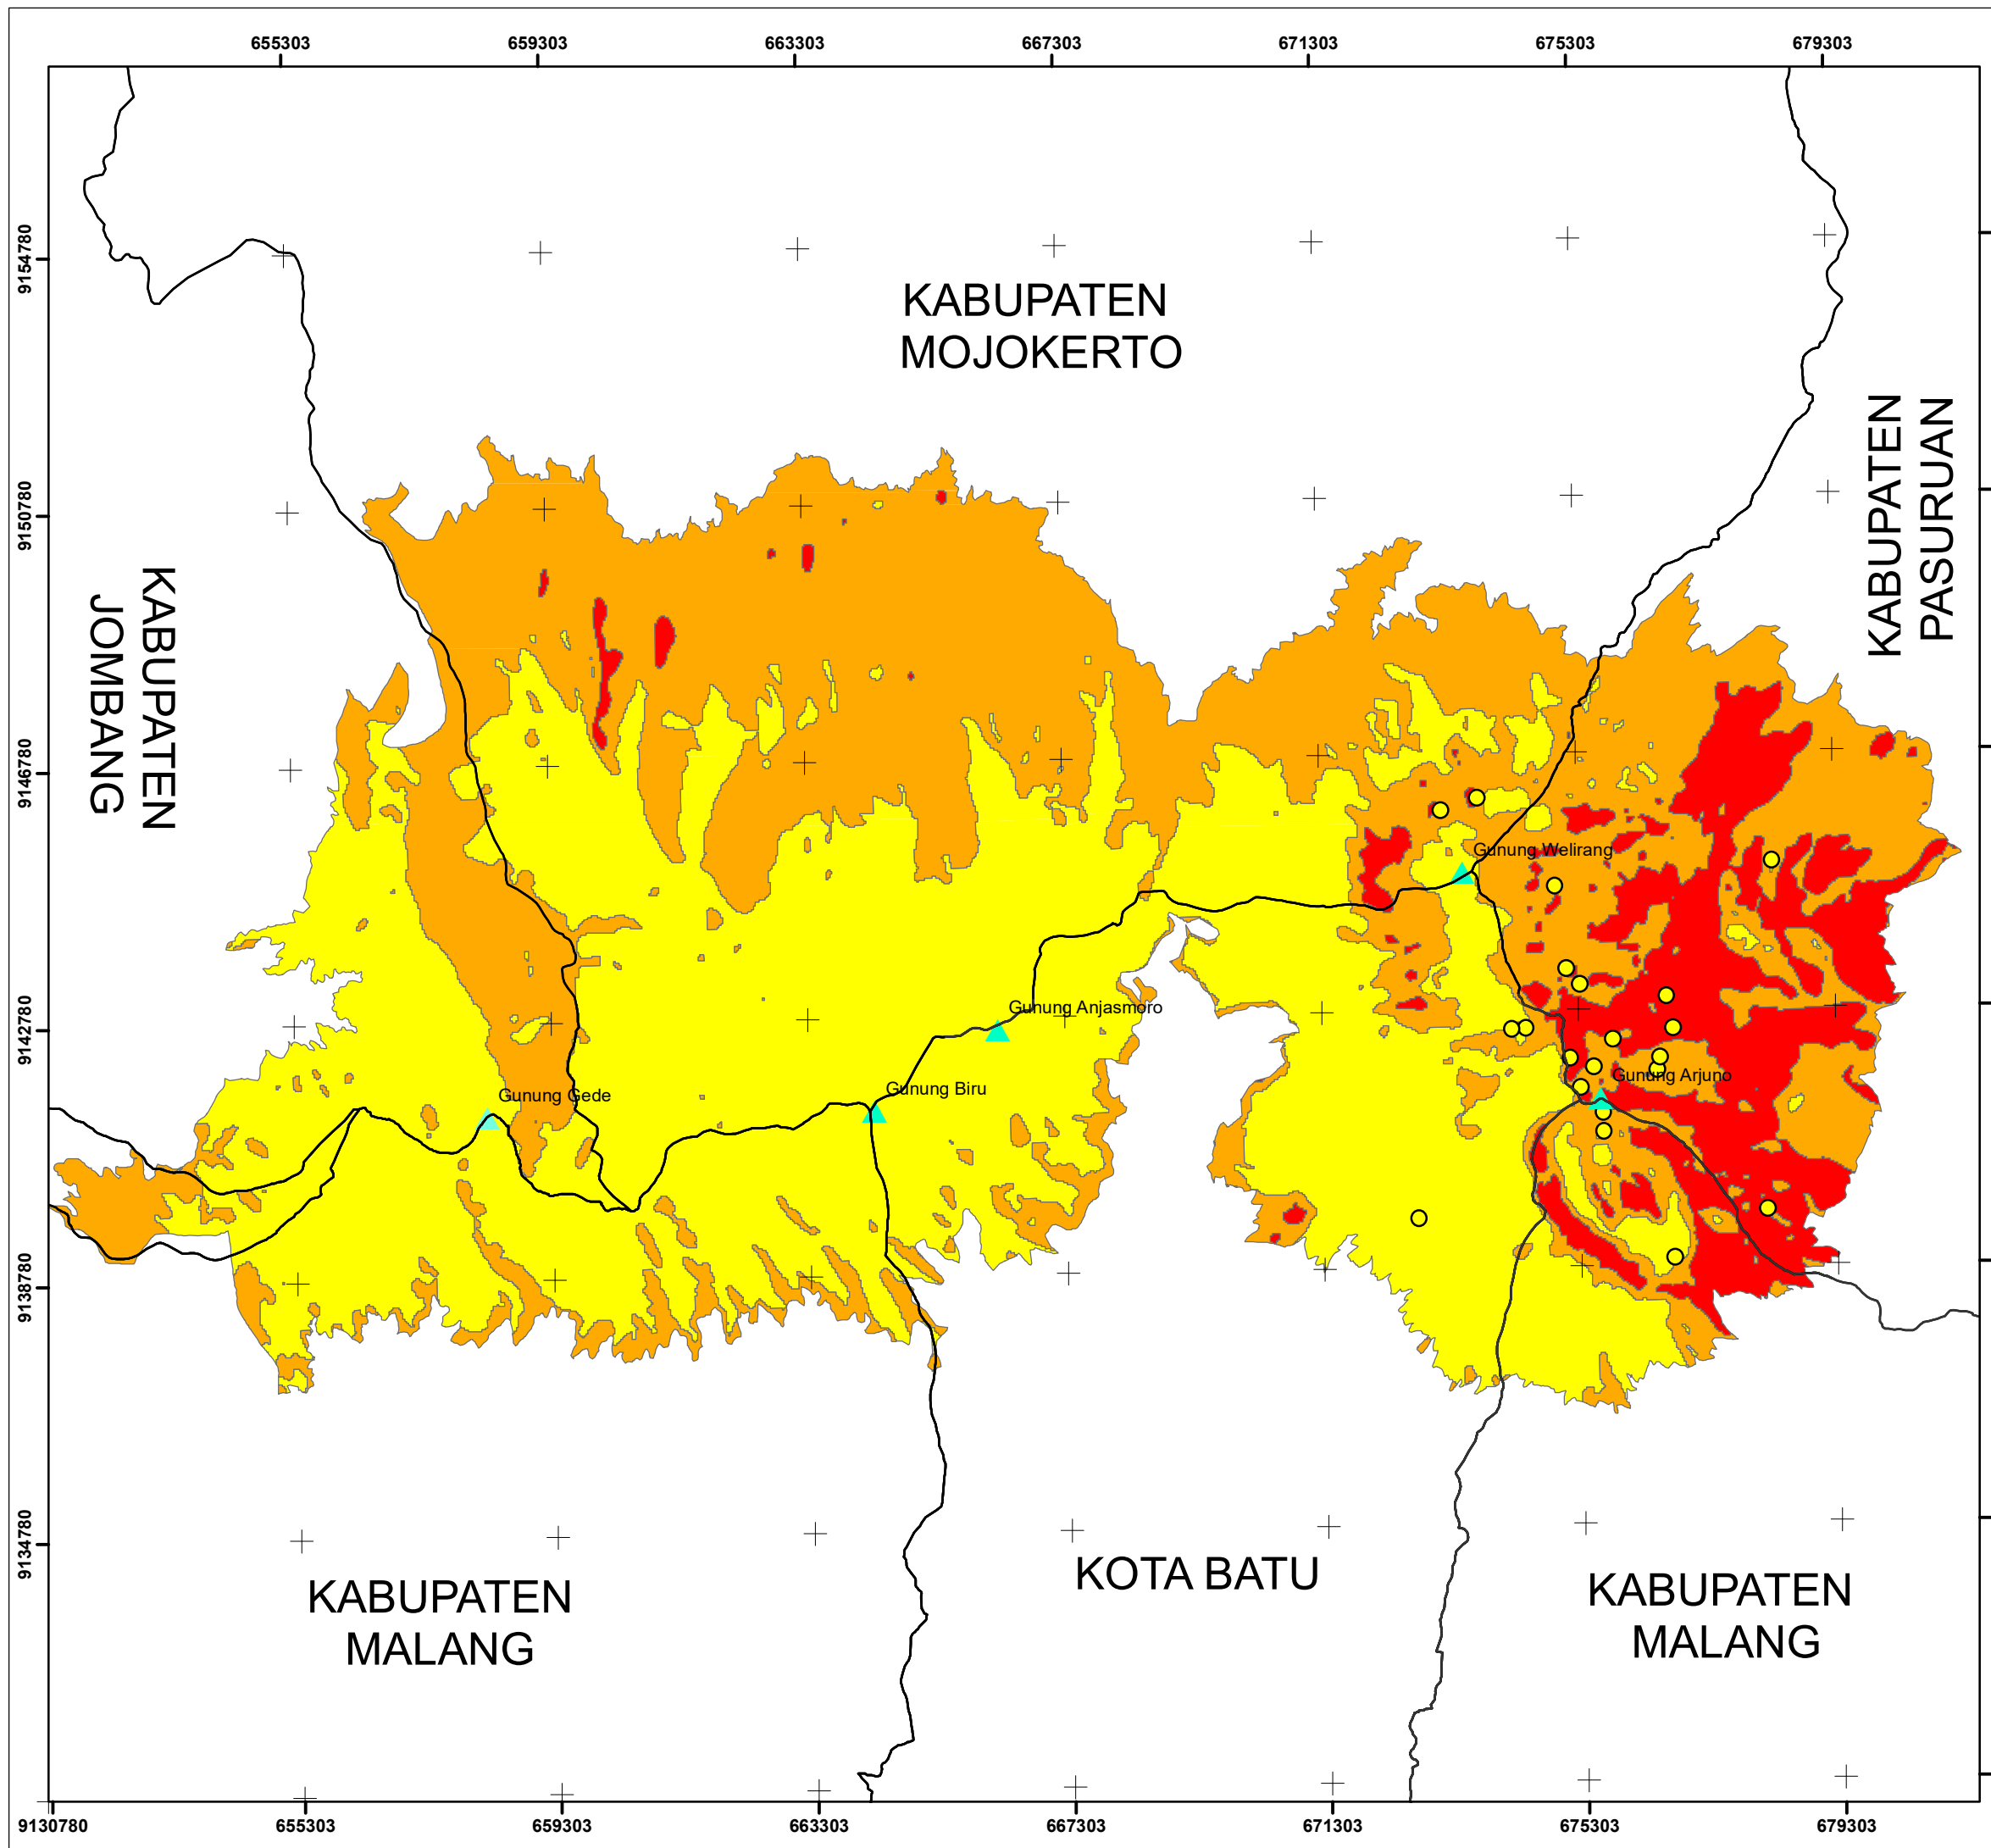 655303 659303 663303 667303 671303 675303 679303
9154780
KABUPATEN
MOJOKERTO
KABUPATEN
PASURUAN
9150780
KABUPATEN
JOMBANG
9146780
Gunung Welirang
9142780
Gunung Anjasmoro
Gunung Arjuno
Gunung Biru
Gunung Gede
9138780
9134780
KOTA BATU
KABUPATEN
MALANG
KABUPATEN
MALANG
9130780 655303 659303 663303 667303 671303 675303 679303